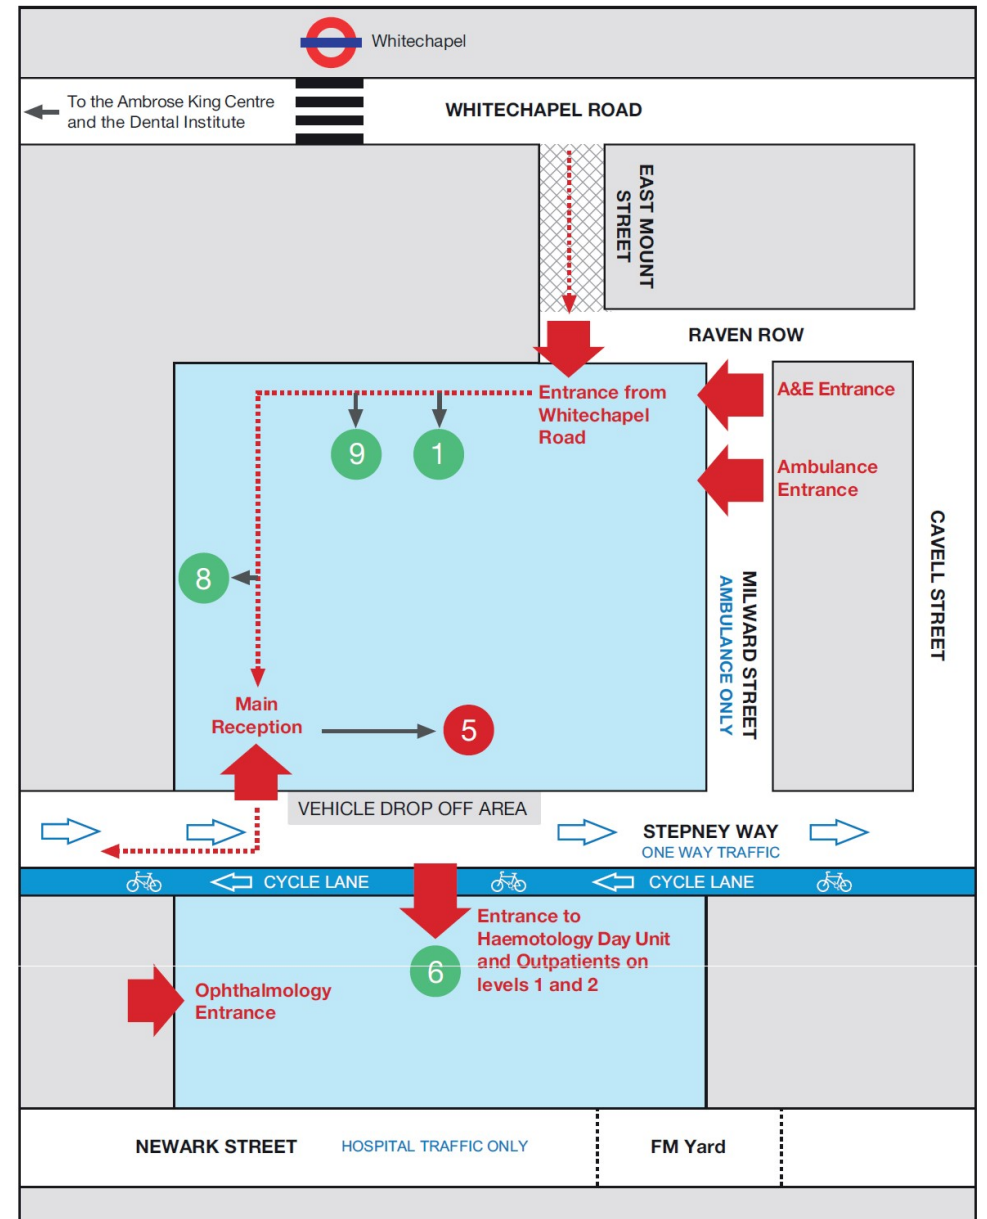 Whitechapel
To the Ambrose King Centre
and the Dental Institute
WHITECHAPEL ROAD
EAST MOUNT
STREET
RAVEN ROW
Entrance from
Whitechapel
Road
A&E Entrance
Ambulance
Entrance
9
1
8
CAVELL STREET
MILWARD STREET
AMBULANCE ONLY
Main
Reception
5
VEHICLE DROP OFF AREA
STEPNEY WAY
ONE WAY TRAFFIC
CYCLE LANE
CYCLE LANE
Entrance to
Haemotology Day Unit
and Outpatients on
levels 1 and 2
6
Ophthalmology
Entrance
NEWARK STREET
HOSPITAL TRAFFIC ONLY
FM Yard